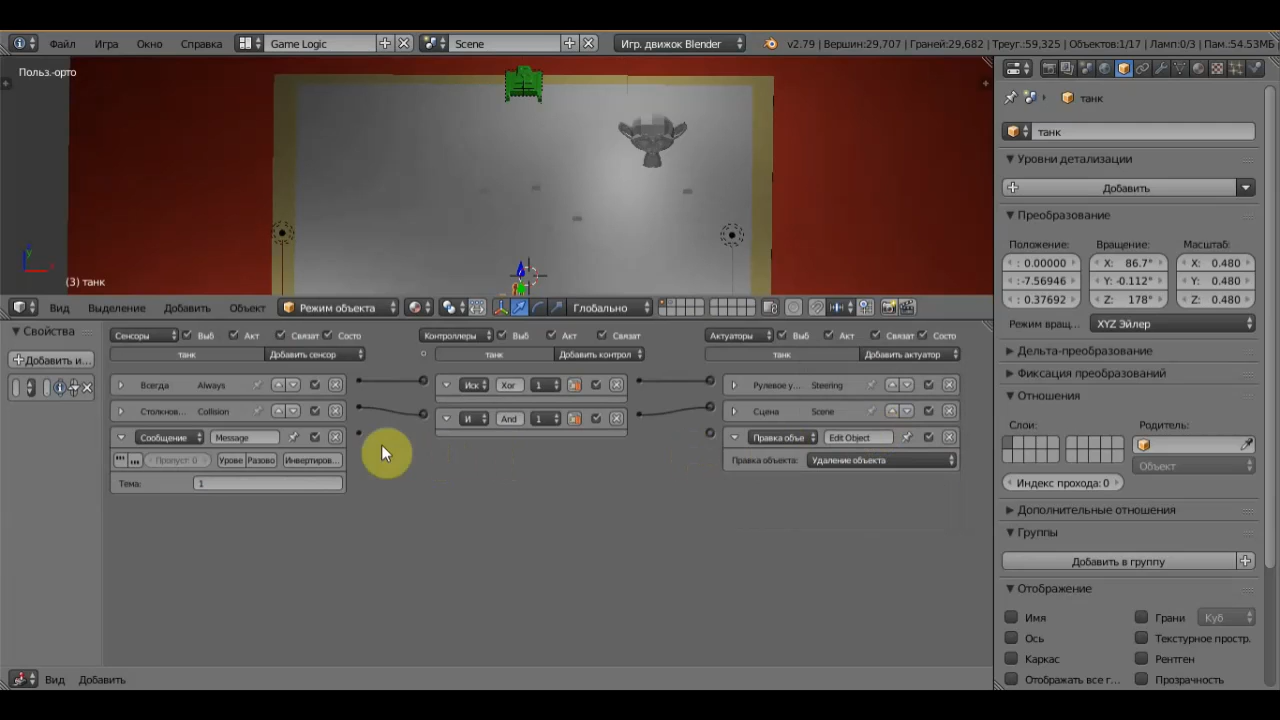 Файл Игра Окно Справка Game Logic Scene Игр. движок Blender v2.79 | Вершин:29,707 | Граней:29,682 | Треуг.:59,325 | Объекты:1/17 | Ламп:0/3 | Пам.:54.53МБ
Польз.-орто
танк
танк
Уровни детализации
Добавить
Преобразование
Положение: Вращение: Масштаб:
: 0.00000 X: 86.7° X: 0.480
:-7.56946 Y:-0.112° Y: 0.480
: 0.37692 Z: 178° Z: 0.480
Режим вращ... XYZ Эйлер
(3) танк
Вид Выделение Добавить Объект Режим объекта Глобально
Дельта-преобразование
Фиксация преобразований
Отношения
Слои: Родитель:
Объект
Индекс прохода: 0
Дополнительные отношения
Группы
Добавить в группу
Отображение
Имя Грани Куб
Ось Текстурное простр.
Каркас Рентген
Отображать все г... Прозрачность
Свойства
Добавить и...
Сенсоры Выб Акт Связат Состо
танк Добавить сенсор
Всегда Always
Столкнов... Collision
Сообщение Message
Пропуст: 0 Урове Разово Инвертиров...
Тема: 1
Контроллеры Выб Акт Связат
танк Добавить контрол
Иск Xor 1
И And 1
Актуаторы Выб Акт Связат Состо
танк Добавить актуатор
Рулевое у... Steering
Сцена Scene
Правка объе Edit Object
Правка объекта: Удаление объекта
Вид Добавить